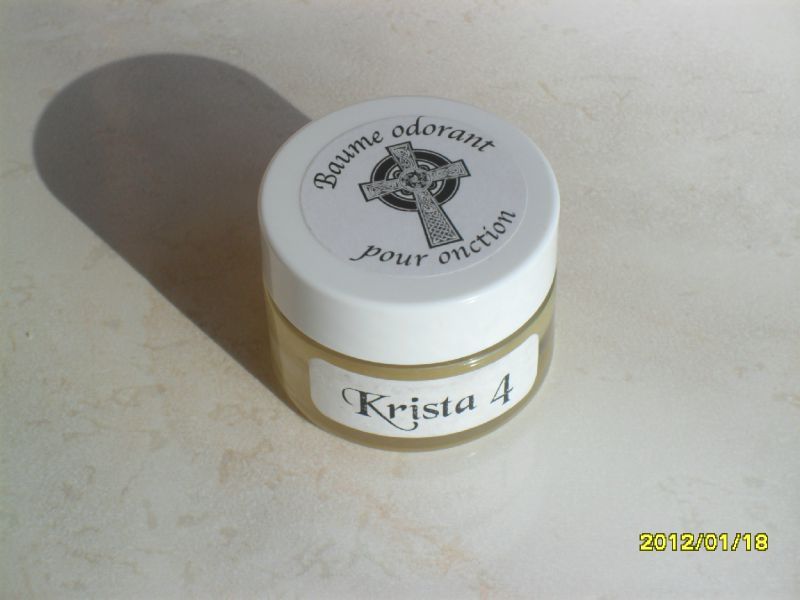 Baume odorant
pour onction
Krista 4
2012/01/18